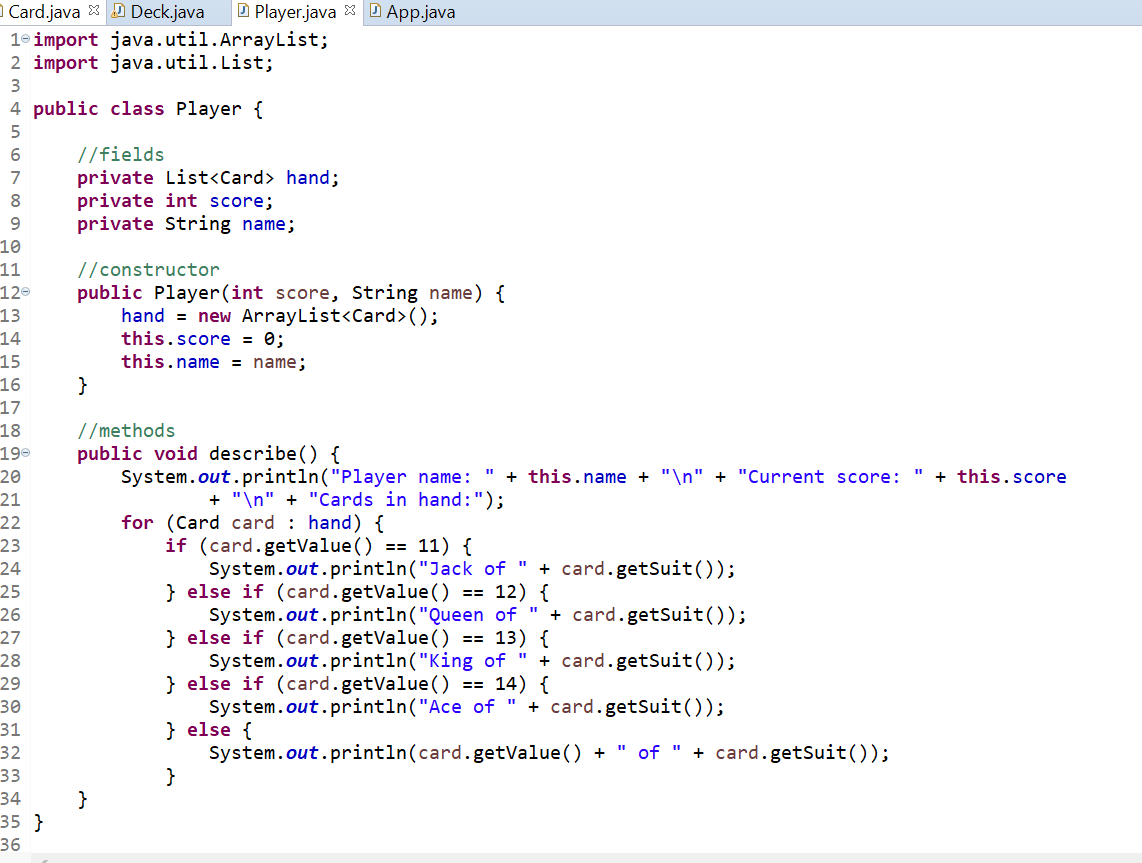 Card.java Deck.java Player.java App.java
1 import java.util.ArrayList;
2 import java.util.List;
3
4 public class Player {
5
6     //fields
7     private List<Card> hand;
8     private int score;
9     private String name;
10
11     //constructor
12     public Player(int score, String name) {
13         hand = new ArrayList<Card>();
14         this.score = 0;
15         this.name = name;
16     }
17
18     //methods
19     public void describe() {
20         System.out.println("Player name: " + this.name + "\n" + "Current score: " + this.score
21                 + "\n" + "Cards in hand:");
22         for (Card card : hand) {
23             if (card.getValue() == 11) {
24                 System.out.println("Jack of " + card.getSuit());
25             } else if (card.getValue() == 12) {
26                 System.out.println("Queen of " + card.getSuit());
27             } else if (card.getValue() == 13) {
28                 System.out.println("King of " + card.getSuit());
29             } else if (card.getValue() == 14) {
30                 System.out.println("Ace of " + card.getSuit());
31             } else {
32                 System.out.println(card.getValue() + " of " + card.getSuit());
33             }
34     }
35 }
36